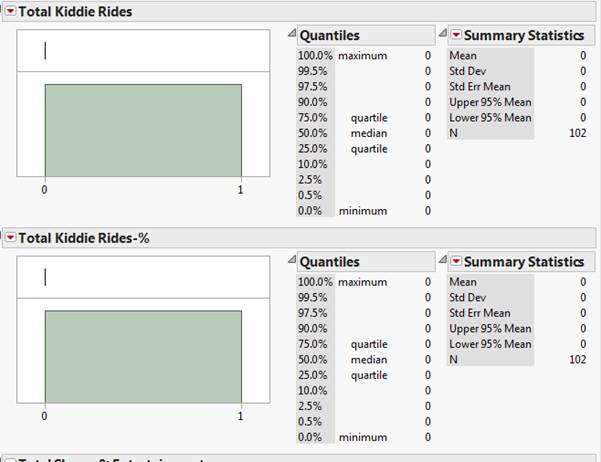 Total Kiddie Rides
Quantiles
100.0% maximum 0
99.5% 0
97.5% 0
90.0% 0
75.0% quartile 0
50.0% median 0
25.0% quartile 0
10.0% 0
2.5% 0
0.5% 0
0.0% minimum 0
Summary Statistics
Mean 0
Std Dev 0
Std Err Mean 0
Upper 95% Mean 0
Lower 95% Mean 0
N 102
0 1
Total Kiddie Rides-%
Quantiles
100.0% maximum 0
99.5% 0
97.5% 0
90.0% 0
75.0% quartile 0
50.0% median 0
25.0% quartile 0
10.0% 0
2.5% 0
0.5% 0
0.0% minimum 0
Summary Statistics
Mean 0
Std Dev 0
Std Err Mean 0
Upper 95% Mean 0
Lower 95% Mean 0
N 102
0 1